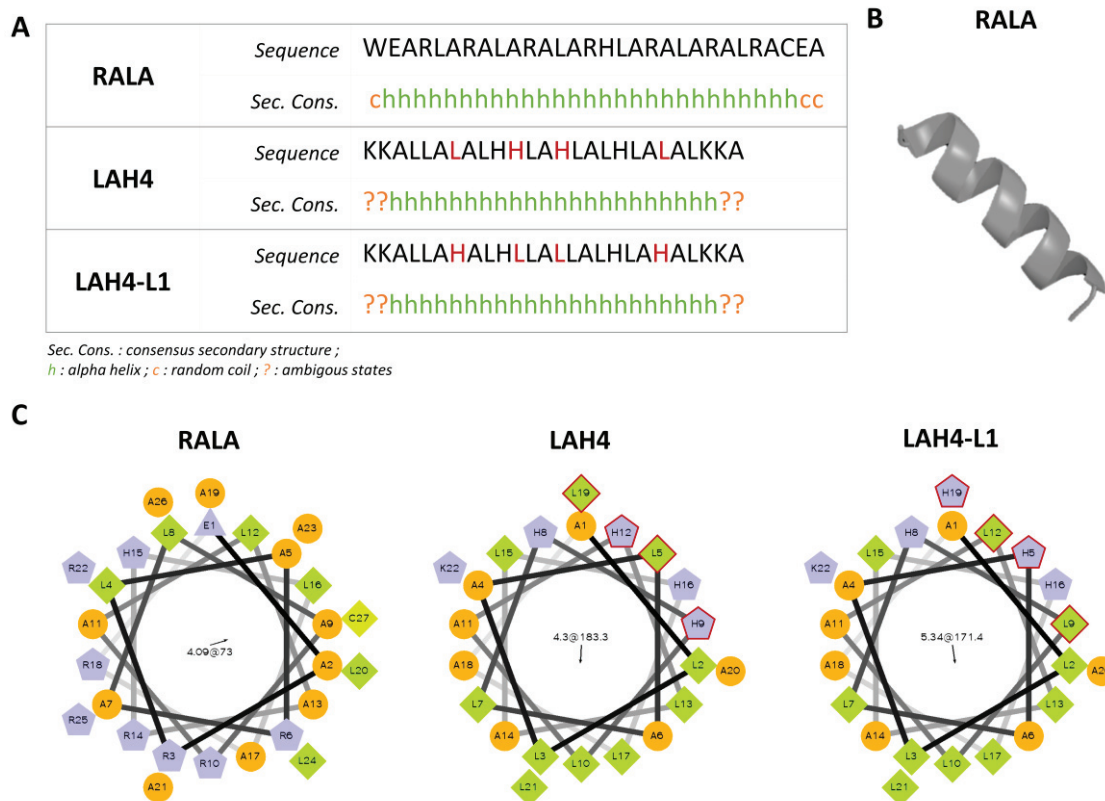 A
RALA
Sequence
WEARLARALARALARHLARALARALRACEA
Sec. Cons.
chhhhhhhhhhhhhhhhhhhhhhhhhhhcc
LAH4
Sequence
KKALLALALHHLAHLALHLALALKKA
Sec. Cons.
??hhhhhhhhhhhhhhhhhhhhhh??
LAH4-L1
Sequence
KKALLAHALHLLALLALHLAHALKKA
Sec. Cons.
??hhhhhhhhhhhhhhhhhhhhhh??
Sec. Cons. : consensus secondary structure ;
h : alpha helix ; c : random coil ; ? : ambigous states
B
RALA
C
RALA
A19
A26
E1
L8
L12
A23
H15
A5
R22
L4
L16
A11
A9
C27
4.09@73
R18
A2
L20
A7
A13
R25
R14
R6
R3
R10
A17
L24
A21
LAH4
L19
A1
H8
H12
L15
L5
K22
A4
H16
A11
H9
4.3@183.3
A18
L2
A20
L7
L13
A14
A6
L3
L10
L17
L21
LAH4-L1
H19
A1
H8
L12
L15
H5
K22
A4
H16
A11
L9
5.34@171.4
A18
L2
L7
L13
A14
A6
L3
L10
L17
L21